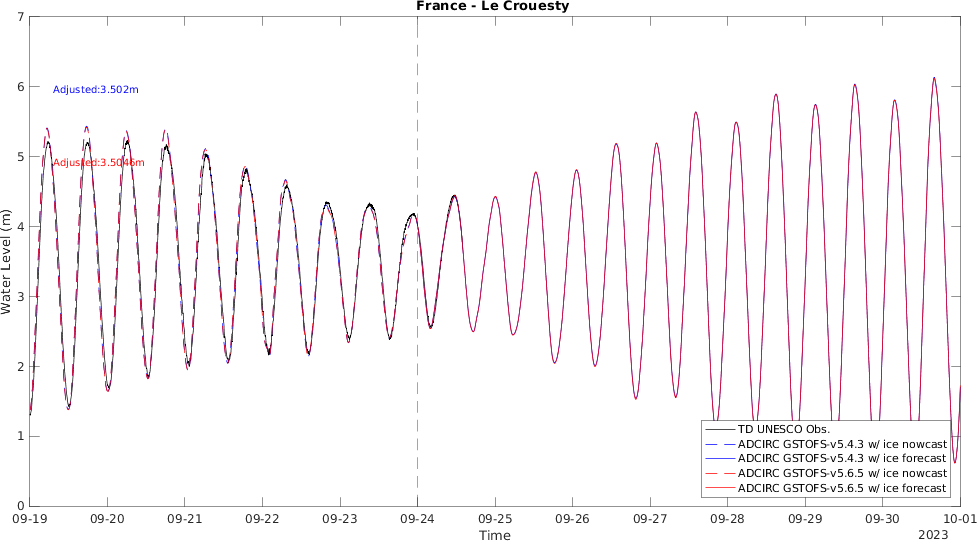 France - Le Crouesty
7
6
5
4
3
2
1
0
Water Level (m)
Adjusted:3.502m
Adjusted:3.5046m
TD UNESCO Obs.
ADCIRC GSTOFS-v5.4.3 w/ ice nowcast
ADCIRC GSTOFS-v5.4.3 w/ ice forecast
ADCIRC GSTOFS-v5.6.5 w/ ice nowcast
ADCIRC GSTOFS-v5.6.5 w/ ice forecast
09-19 09-20 09-21 09-22 09-23 09-24 09-25 09-26 09-27 09-28 09-29 09-30 10-01
Time
2023